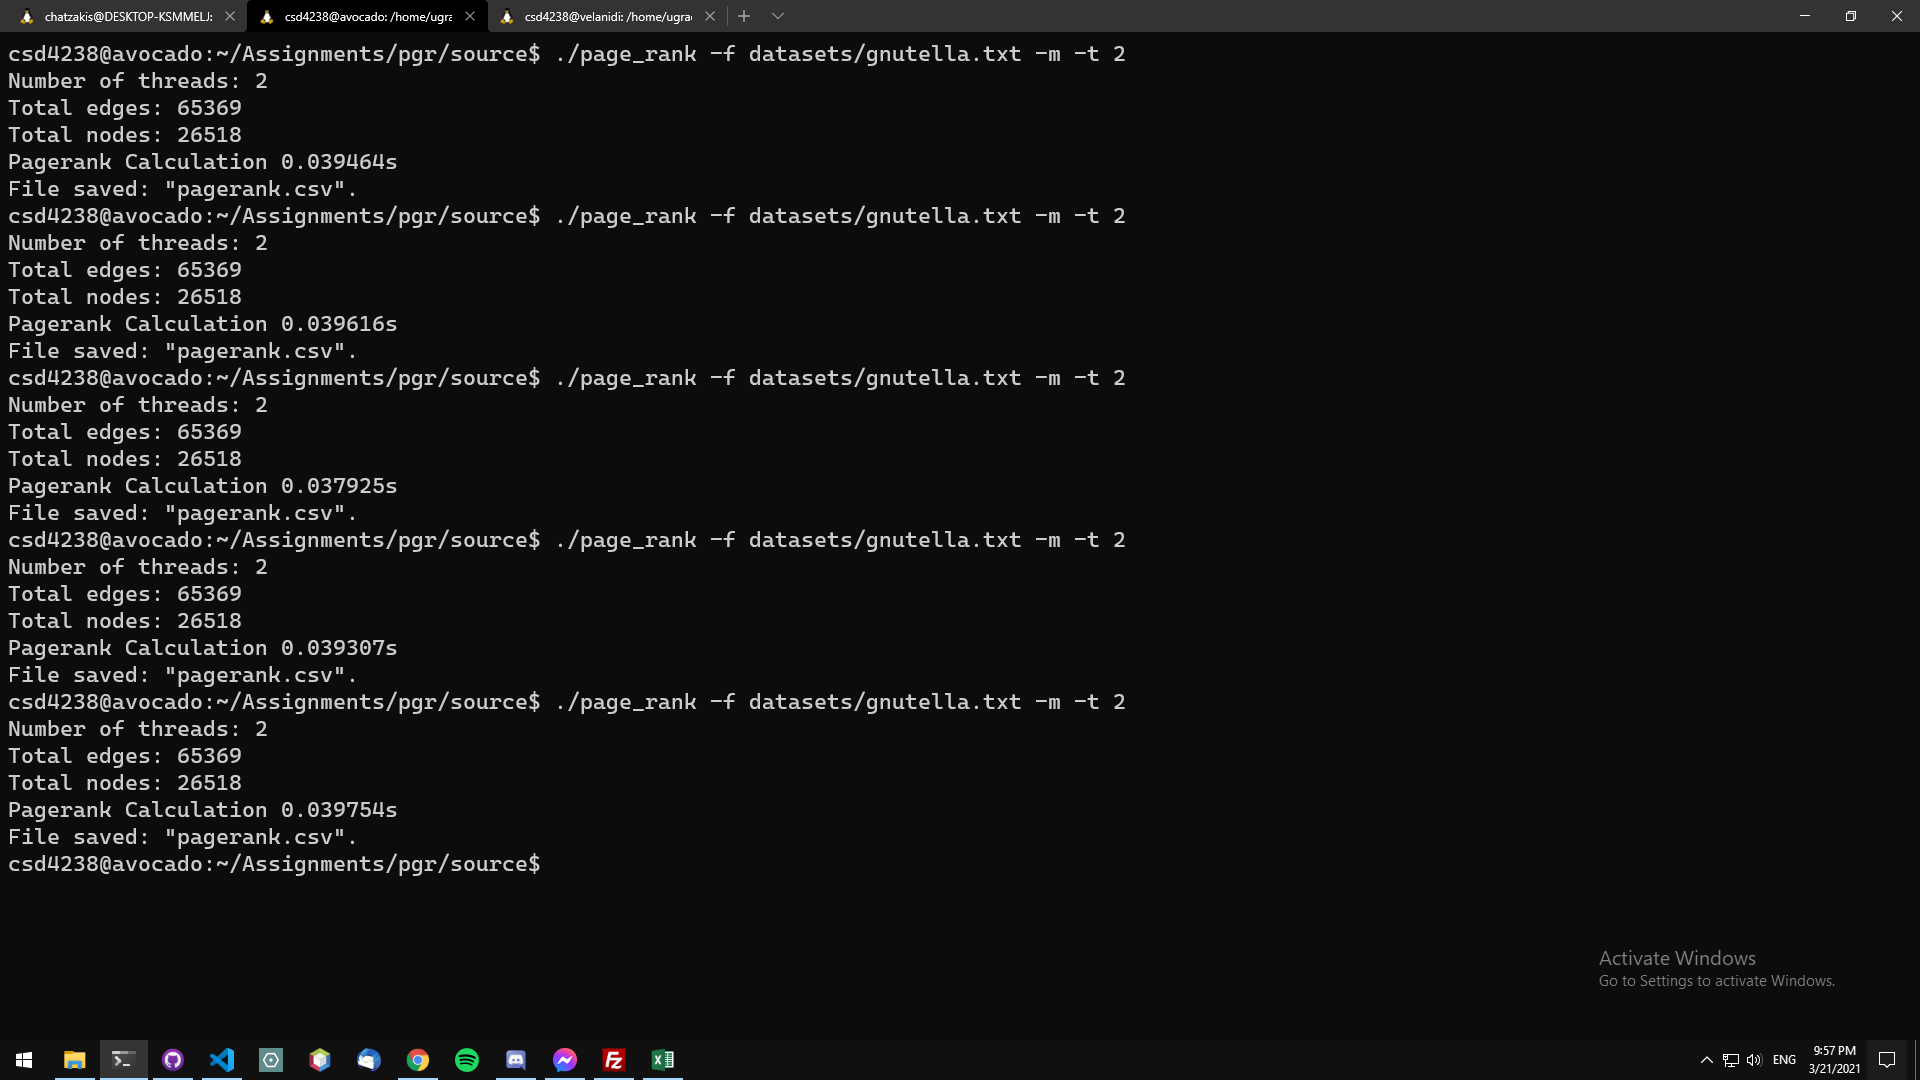 chatzakis@DESKTOP-KSMMELJ:
csd4238@avocado: /home/ugra
csd4238@velanidi: /home/ugra
csd4238@avocado:~/Assignments/pgr/source$ ./page_rank -f datasets/gnutella.txt -m -t 2
Number of threads: 2
Total edges: 65369
Total nodes: 26518
Pagerank Calculation 0.039464s
File saved: "pagerank.csv".
csd4238@avocado:~/Assignments/pgr/source$ ./page_rank -f datasets/gnutella.txt -m -t 2
Number of threads: 2
Total edges: 65369
Total nodes: 26518
Pagerank Calculation 0.039616s
File saved: "pagerank.csv".
csd4238@avocado:~/Assignments/pgr/source$ ./page_rank -f datasets/gnutella.txt -m -t 2
Number of threads: 2
Total edges: 65369
Total nodes: 26518
Pagerank Calculation 0.037925s
File saved: "pagerank.csv".
csd4238@avocado:~/Assignments/pgr/source$ ./page_rank -f datasets/gnutella.txt -m -t 2
Number of threads: 2
Total edges: 65369
Total nodes: 26518
Pagerank Calculation 0.039307s
File saved: "pagerank.csv".
csd4238@avocado:~/Assignments/pgr/source$ ./page_rank -f datasets/gnutella.txt -m -t 2
Number of threads: 2
Total edges: 65369
Total nodes: 26518
Pagerank Calculation 0.039754s
File saved: "pagerank.csv".
csd4238@avocado:~/Assignments/pgr/source$
Activate Windows
Go to Settings to activate Windows.
ENG
9:57 PM
3/21/2021